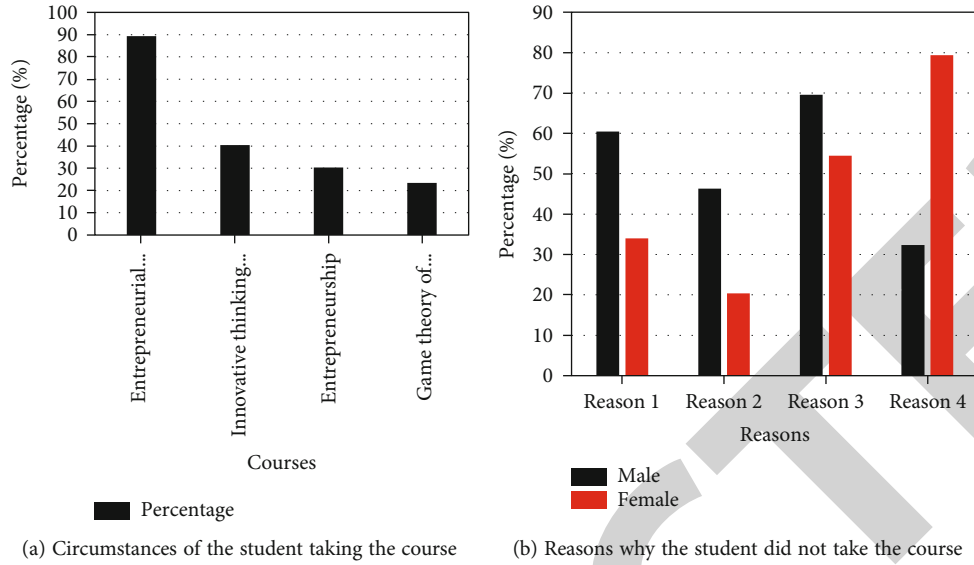 100
90
80
70
60
50
40
30
20
10
0
Percentage (%)
Entrepreneurial...
Innovative thinking...
Entrepreneurship
Game theory of...
Courses
Percentage
(a) Circumstances of the student taking the course
90
80
70
60
50
40
30
20
10
0
Percentage (%)
Reason 1 Reason 2 Reason 3 Reason 4
Reasons
Male
Female
(b) Reasons why the student did not take the course